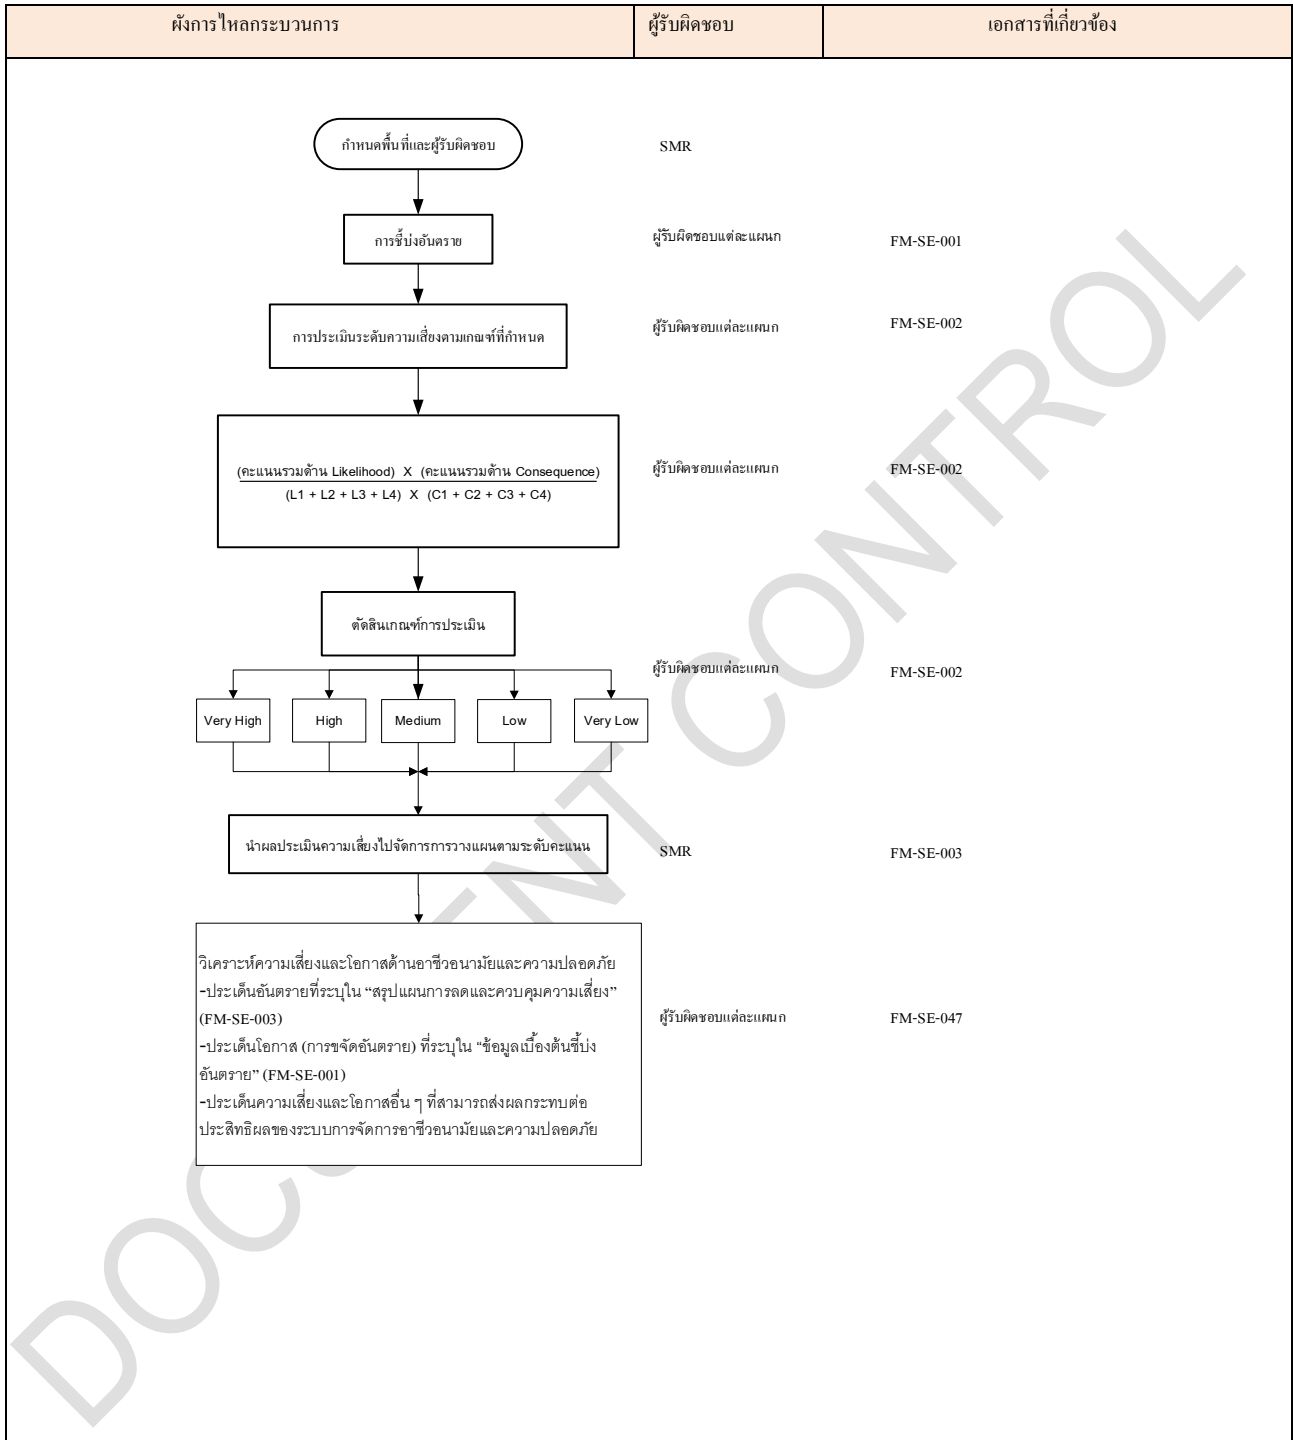 ผังการไหลกระบวนการ ผู้รับผิดชอบ เอกสารที่เกี่ยวข้อง
กำหนดพื้นที่และผู้รับผิดชอบ SMR
การชี้บ่งอันตราย ผู้รับผิดชอบแต่ละแผนก FM-SE-001
การประเมินระดับความเสี่ยงตามเกณฑ์ที่กำหนด ผู้รับผิดชอบแต่ละแผนก FM-SE-002
(คะแนนรวมด้าน Likelihood) X (คะแนนรวมด้าน Consequence) ผู้รับผิดชอบแต่ละแผนก FM-SE-002
(L1 + L2 + L3 + L4) X (C1 + C2 + C3 + C4)
ตัดสินเกณฑ์การประเมิน
ผู้รับผิดชอบแต่ละแผนก FM-SE-002
Very High High Medium Low Very Low
นำผลประเมินความเสี่ยงไปจัดการการวางแผนตามระดับคะแนน SMR FM-SE-003
วิเคราะห์ความเสี่ยงและโอกาสด้านอาชีวอนามัยและความปลอดภัย
-ประเด็นอันตรายที่ระบุใน “สรุปแผนการลดและควบคุมความเสี่ยง”
(FM-SE-003) ผู้รับผิดชอบแต่ละแผนก FM-SE-047
-ประเด็นโอกาส (การขจัดอันตราย) ที่ระบุใน “ข้อมูลเบื้องต้นชี้บ่ง
อันตราย” (FM-SE-001)
-ประเด็นความเสี่ยงและโอกาสอื่น ๆ ที่สามารถส่งผลกระทบต่อ
ประสิทธิผลของระบบการจัดการอาชีวอนามัยและความปลอดภัย
DOCUMENT CONTROL